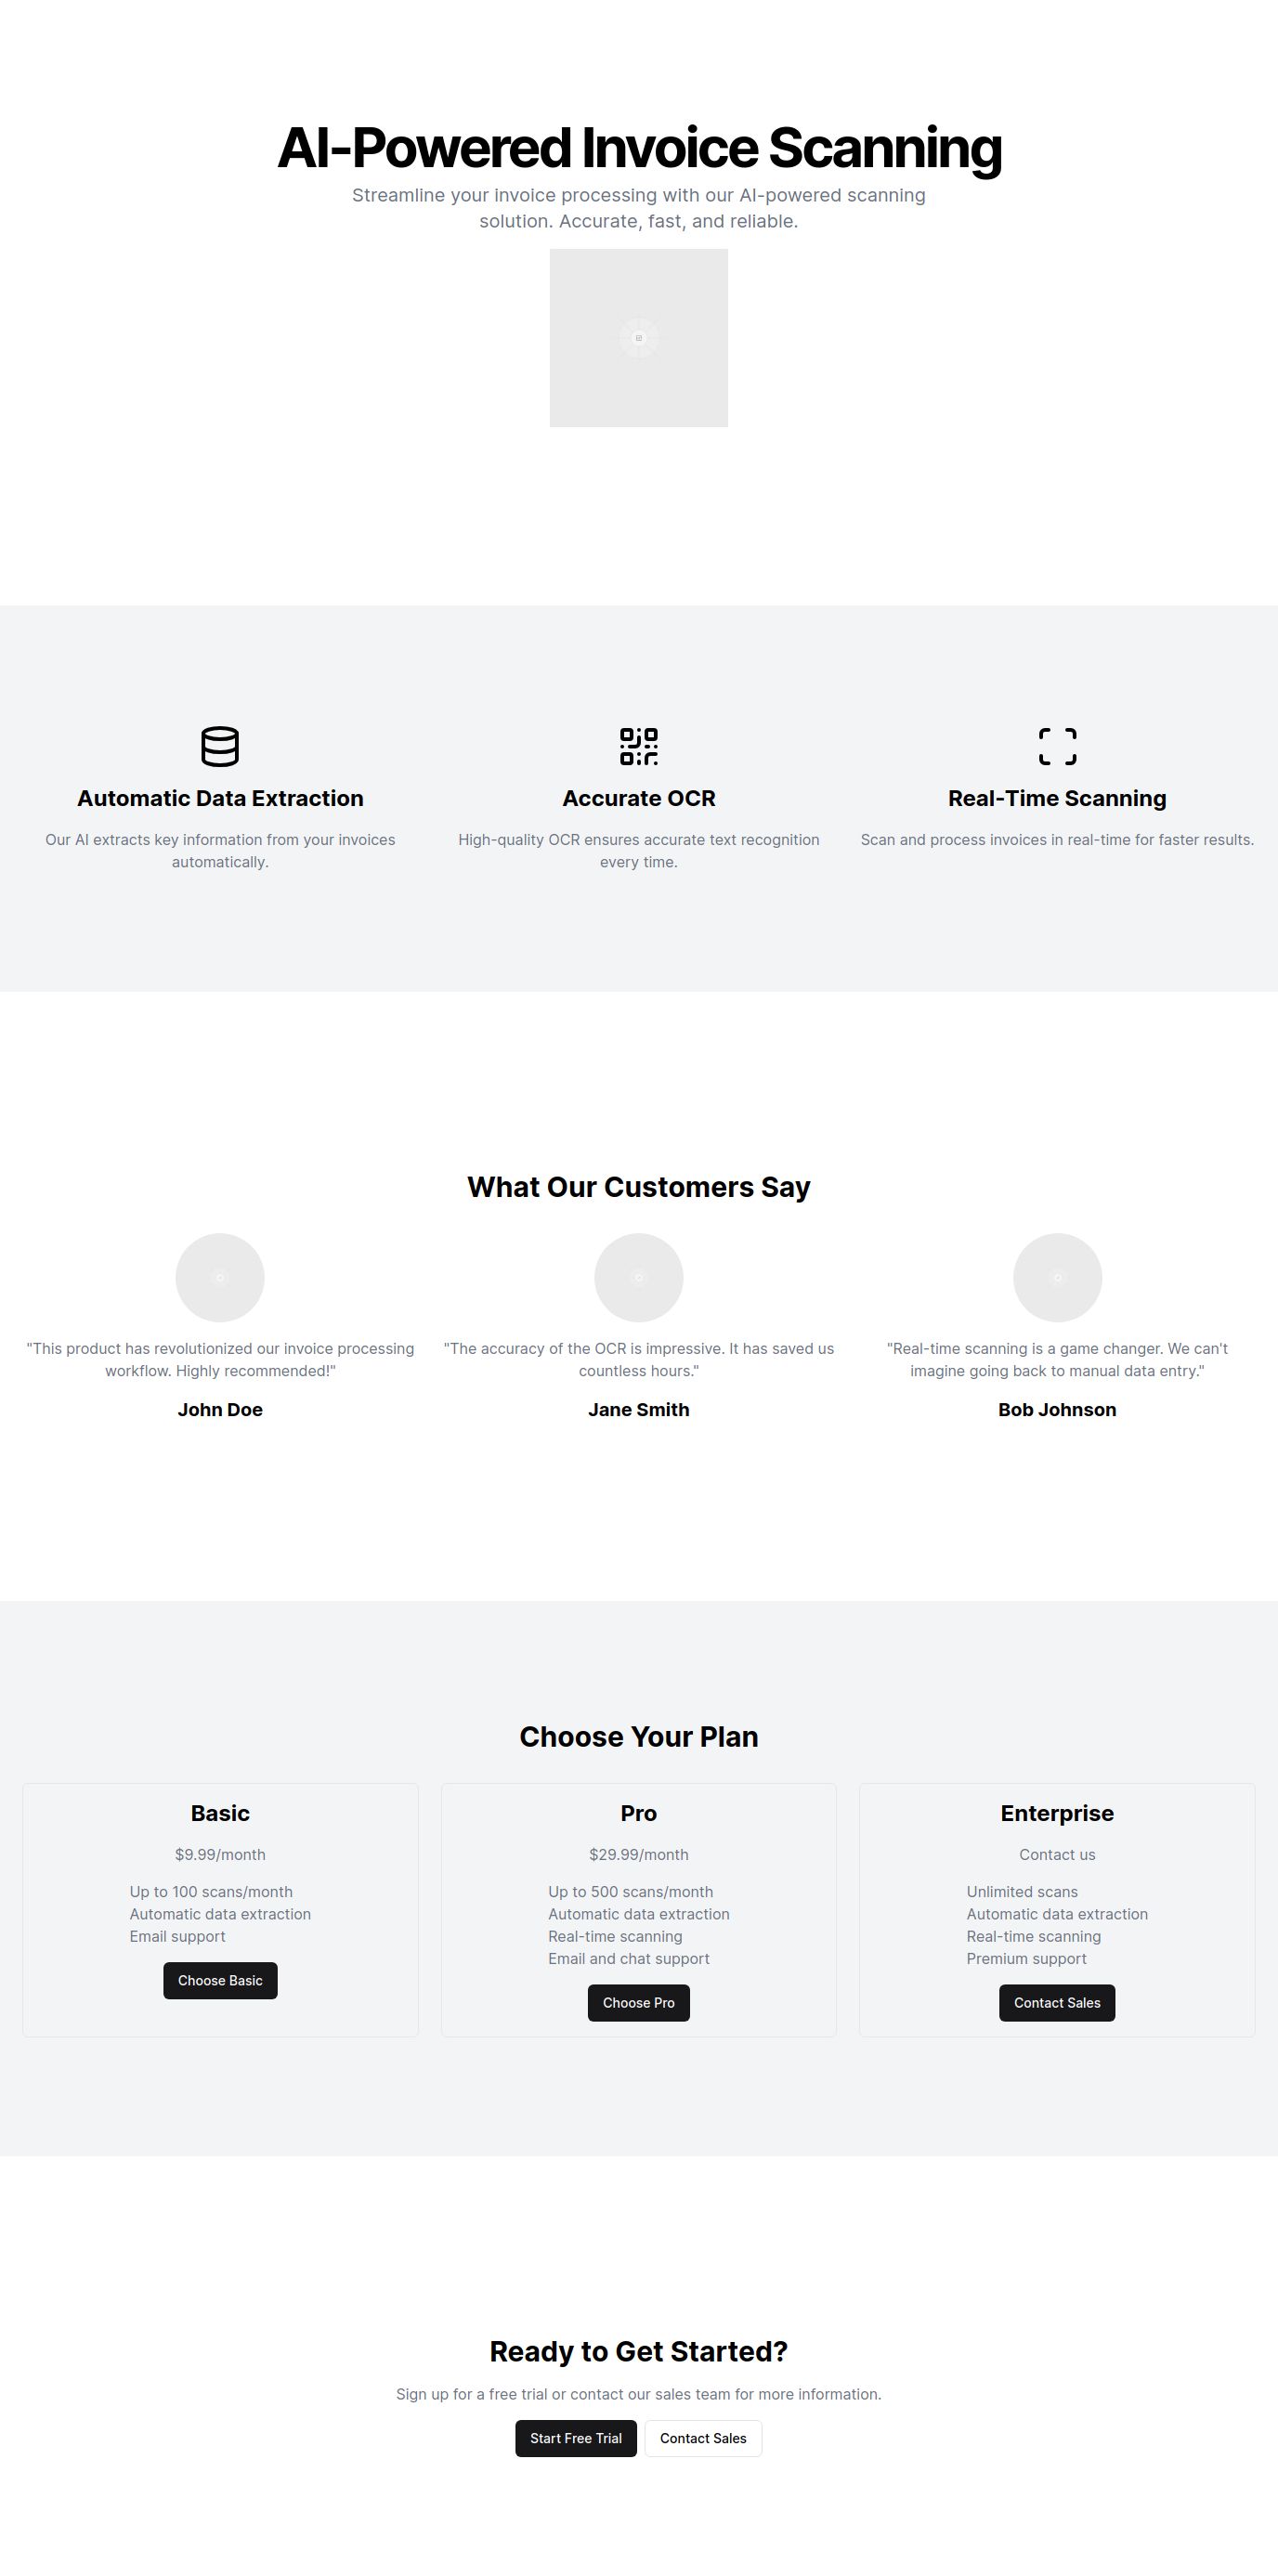 AI-Powered Invoice Scanning
Streamline your invoice processing with our AI-powered scanning
solution. Accurate, fast, and reliable.
Automatic Data Extraction
Our AI extracts key information from your invoices
automatically.
Accurate OCR
High-quality OCR ensures accurate text recognition
every time.
Real-Time Scanning
Scan and process invoices in real-time for faster results.
What Our Customers Say
"This product has revolutionized our invoice processing
workflow. Highly recommended!"
John Doe
"The accuracy of the OCR is impressive. It has saved us
countless hours."
Jane Smith
"Real-time scanning is a game changer. We can't
imagine going back to manual data entry."
Bob Johnson
Choose Your Plan
Basic
$9.99/month
Up to 100 scans/month
Automatic data extraction
Email support
Choose Basic
Pro
$29.99/month
Up to 500 scans/month
Automatic data extraction
Real-time scanning
Email and chat support
Choose Pro
Enterprise
Contact us
Unlimited scans
Automatic data extraction
Real-time scanning
Premium support
Contact Sales
Ready to Get Started?
Sign up for a free trial or contact our sales team for more information.
Start Free Trial
Contact Sales